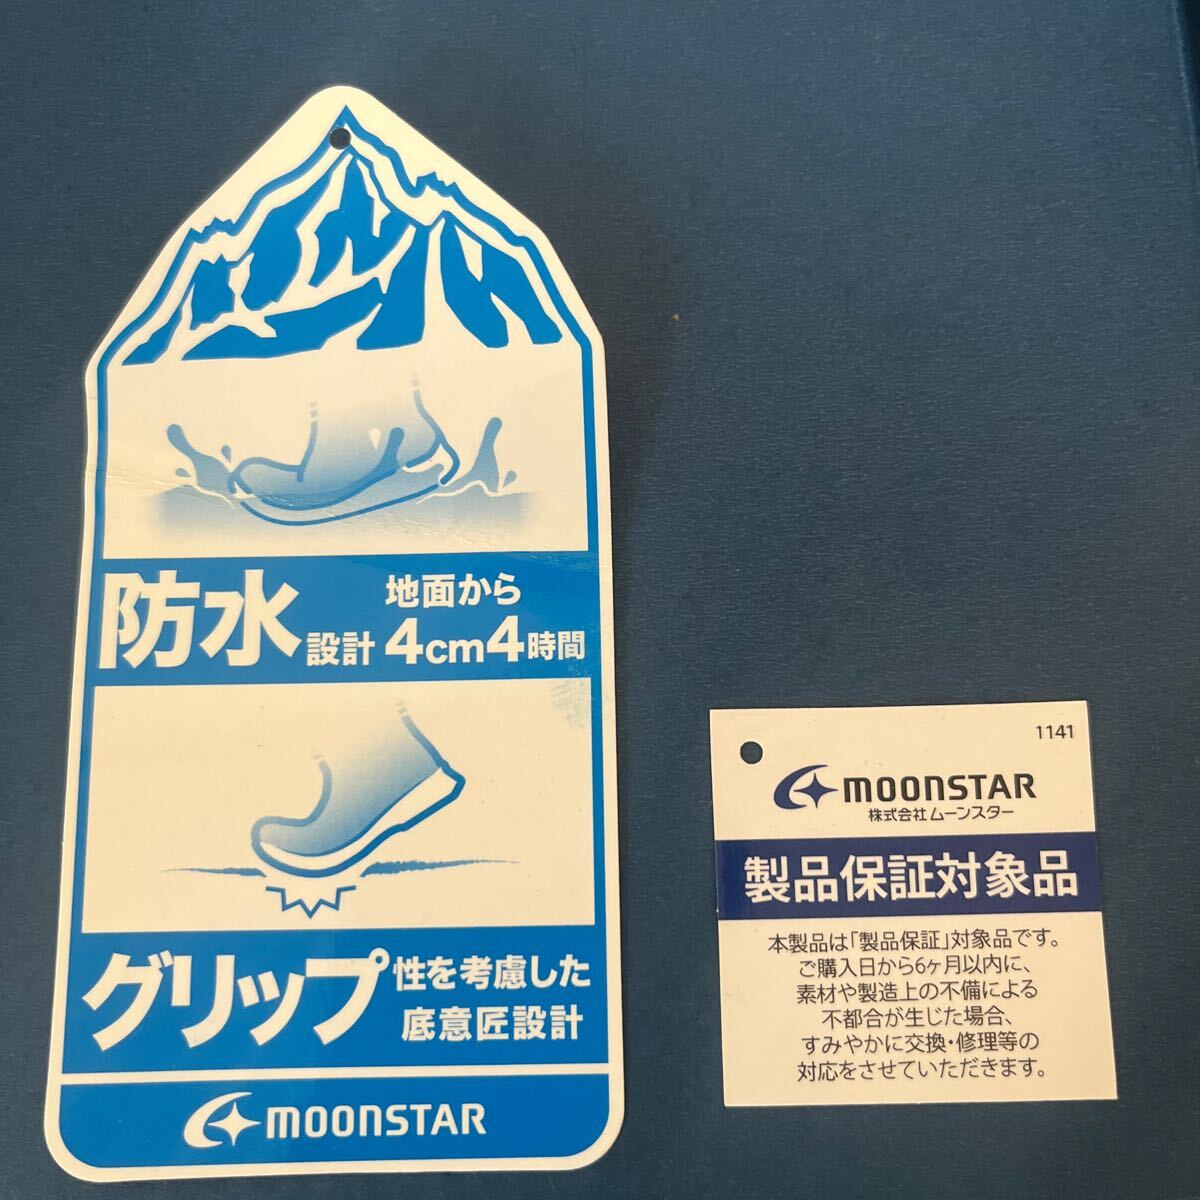 防水設計 地面から
4cm4時間
グリップ性を考慮した
底意匠設計
MOONSTAR
1141
MOONSTAR
株式会社ムーンスター
製品保証対象品
本製品は「製品保証」対象品です。
ご購入日から6ヶ月以内に、
素材や製造上の不備による
不都合が生じた場合、
すみやかに交換・修理等の
対応をさせていただきます。